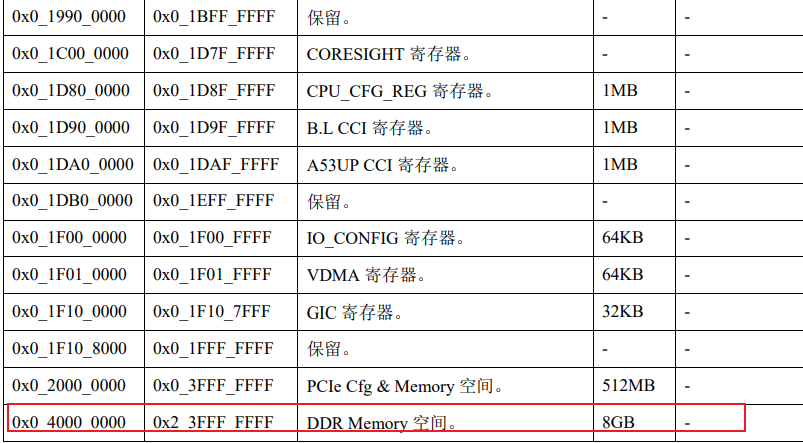 0x0_1990_0000 0x0_1BFF_FFFF 保留。 - -
0x0_1C00_0000 0x0_1D7F_FFFF CORESIGHT 寄存器。 - -
0x0_1D80_0000 0x0_1D8F_FFFF CPU_CFG_REG 寄存器。 1MB -
0x0_1D90_0000 0x0_1D9F_FFFF B.L CCI 寄存器。 1MB -
0x0_1DA0_0000 0x0_1DAF_FFFF A53UP CCI 寄存器。 1MB -
0x0_1DB0_0000 0x0_1EFF_FFFF 保留。 - -
0x0_1F00_0000 0x0_1F00_FFFF IO_CONFIG 寄存器。 64KB -
0x0_1F01_0000 0x0_1F01_FFFF VDMA 寄存器。 64KB -
0x0_1F10_0000 0x0_1F10_7FFF GIC 寄存器。 32KB -
0x0_1F10_8000 0x0_1FFF_FFFF 保留。 - -
0x0_2000_0000 0x0_3FFF_FFFF PCIe Cfg & Memory 空间。 512MB -
0x0_4000_0000 0x2_3FFF_FFFF DDR Memory 空间。 8GB -